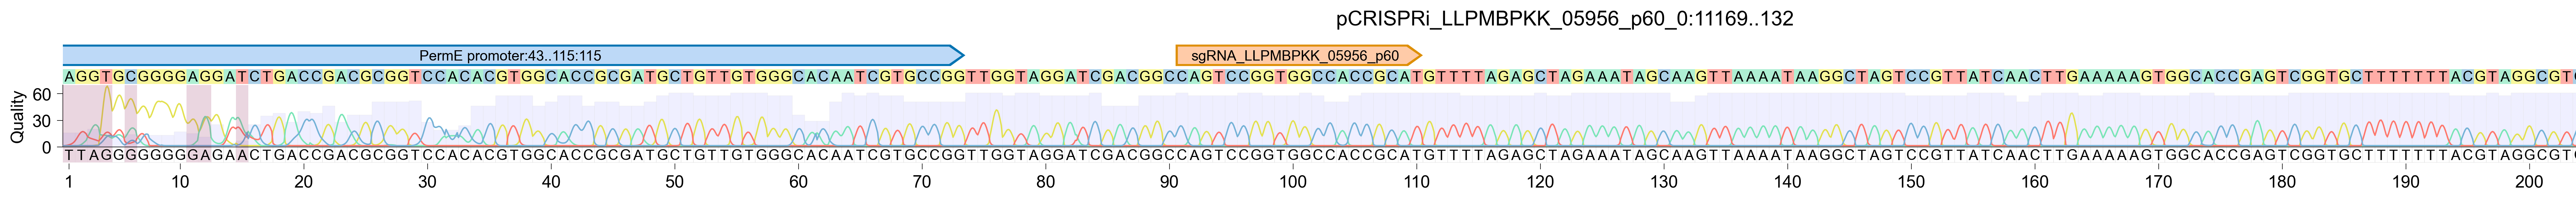 pCRISPRi_LLPMBPKK_05956_p60_0:11169..132
PermE promoter:43..115:115
sgRNA_LLPMBPKK_05956_p60
AGGTGCGGGGAGGATCTGACCGACGCGGTCCACACGTGGCACCGCGATGCTGTTGTGGGCACAATCGTGCCGGTTGGTAGGATCGACGGCCAGTCCGGTGGCCACCGCATGTTTTAGAGCTAGAAATAGCAAGTTAAAATAAGGCTAGTCCGTTATCAACTTGAAAAAGTGGCACCGAGTCGGTGCTTTTTTTACGTAGGCGT
60
Quality
30
0
TTAGGGGGGGGAGAACTGACCGACGCGGTCCACACGTGGCACCGCGATGCTGTTGTGGGCACAATCGTGCCGGTTGGTAGGATCGACGGCCAGTCCGGTGGCCACCGCATGTTTTAGAGCTAGAAATAGCAAGTTAAAATAAGGCTAGTCCGTTATCAACTTGAAAAAGTGGCACCGAGTCGGTGCTTTTTTTACGTAGGCGT
1 10 20 30 40 50 60 70 80 90 100 110 120 130 140 150 160 170 180 190 200